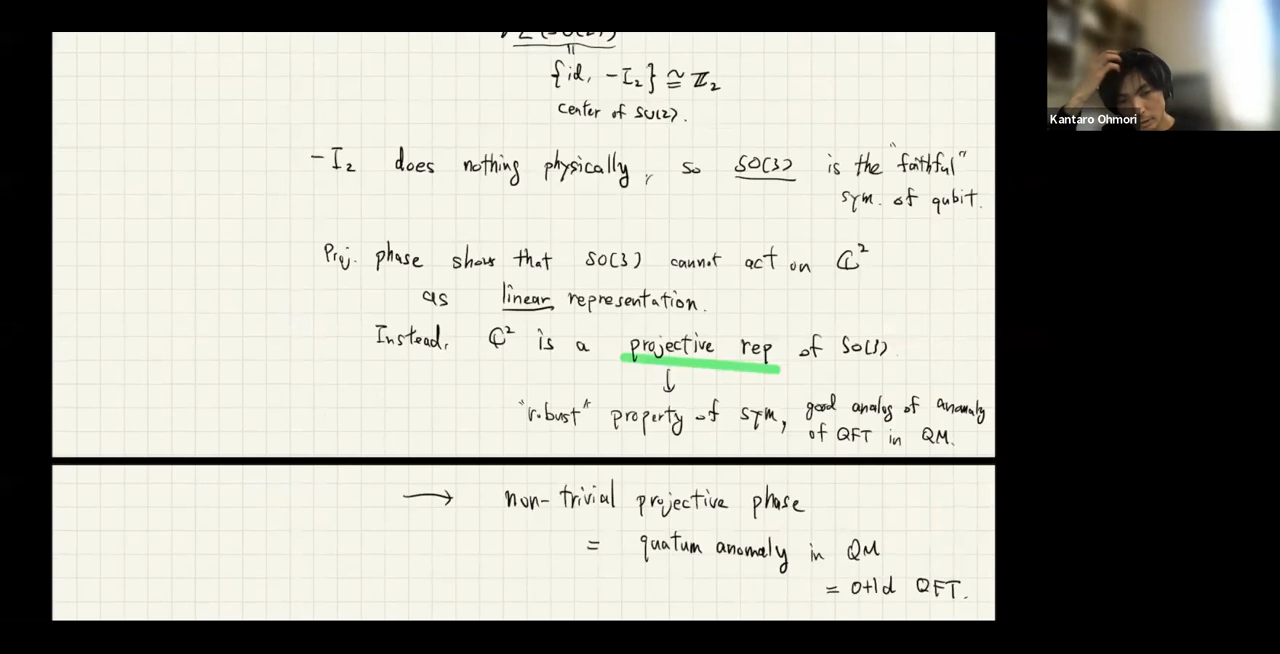 {id, -I₂} ≅ ℤ₂
center of SU(2).
-I₂ does nothing physically, so SO(3) is the "faithful"
sym. of qubit.
Proj. phase shows that SO(3) cannot act on ℂ²
as linear representation.
Instead, ℂ² is a projective rep of SO(3).
↓
"robust" property of sym, good analog of anomaly
of QFT in QM.
→ non-trivial projective phase
= quatum anomaly in QM
= 0+1d QFT.
Kantaro Ohmori